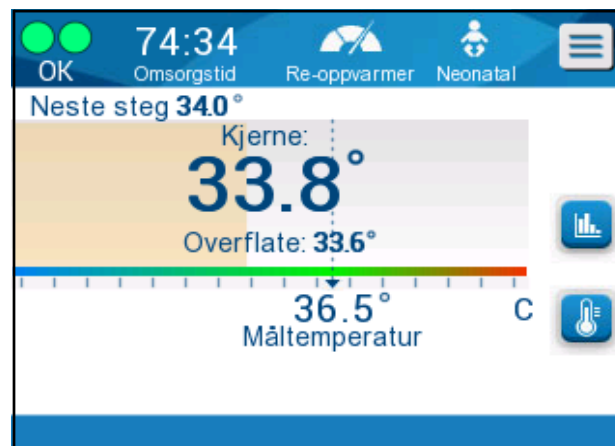 74:34
OK Omsorgstid Re-oppvarmer Neonatal
Neste steg 34.0°
Kjerne:
33.8°
Overflate: 33.6°
36.5° C
Måltemperatur